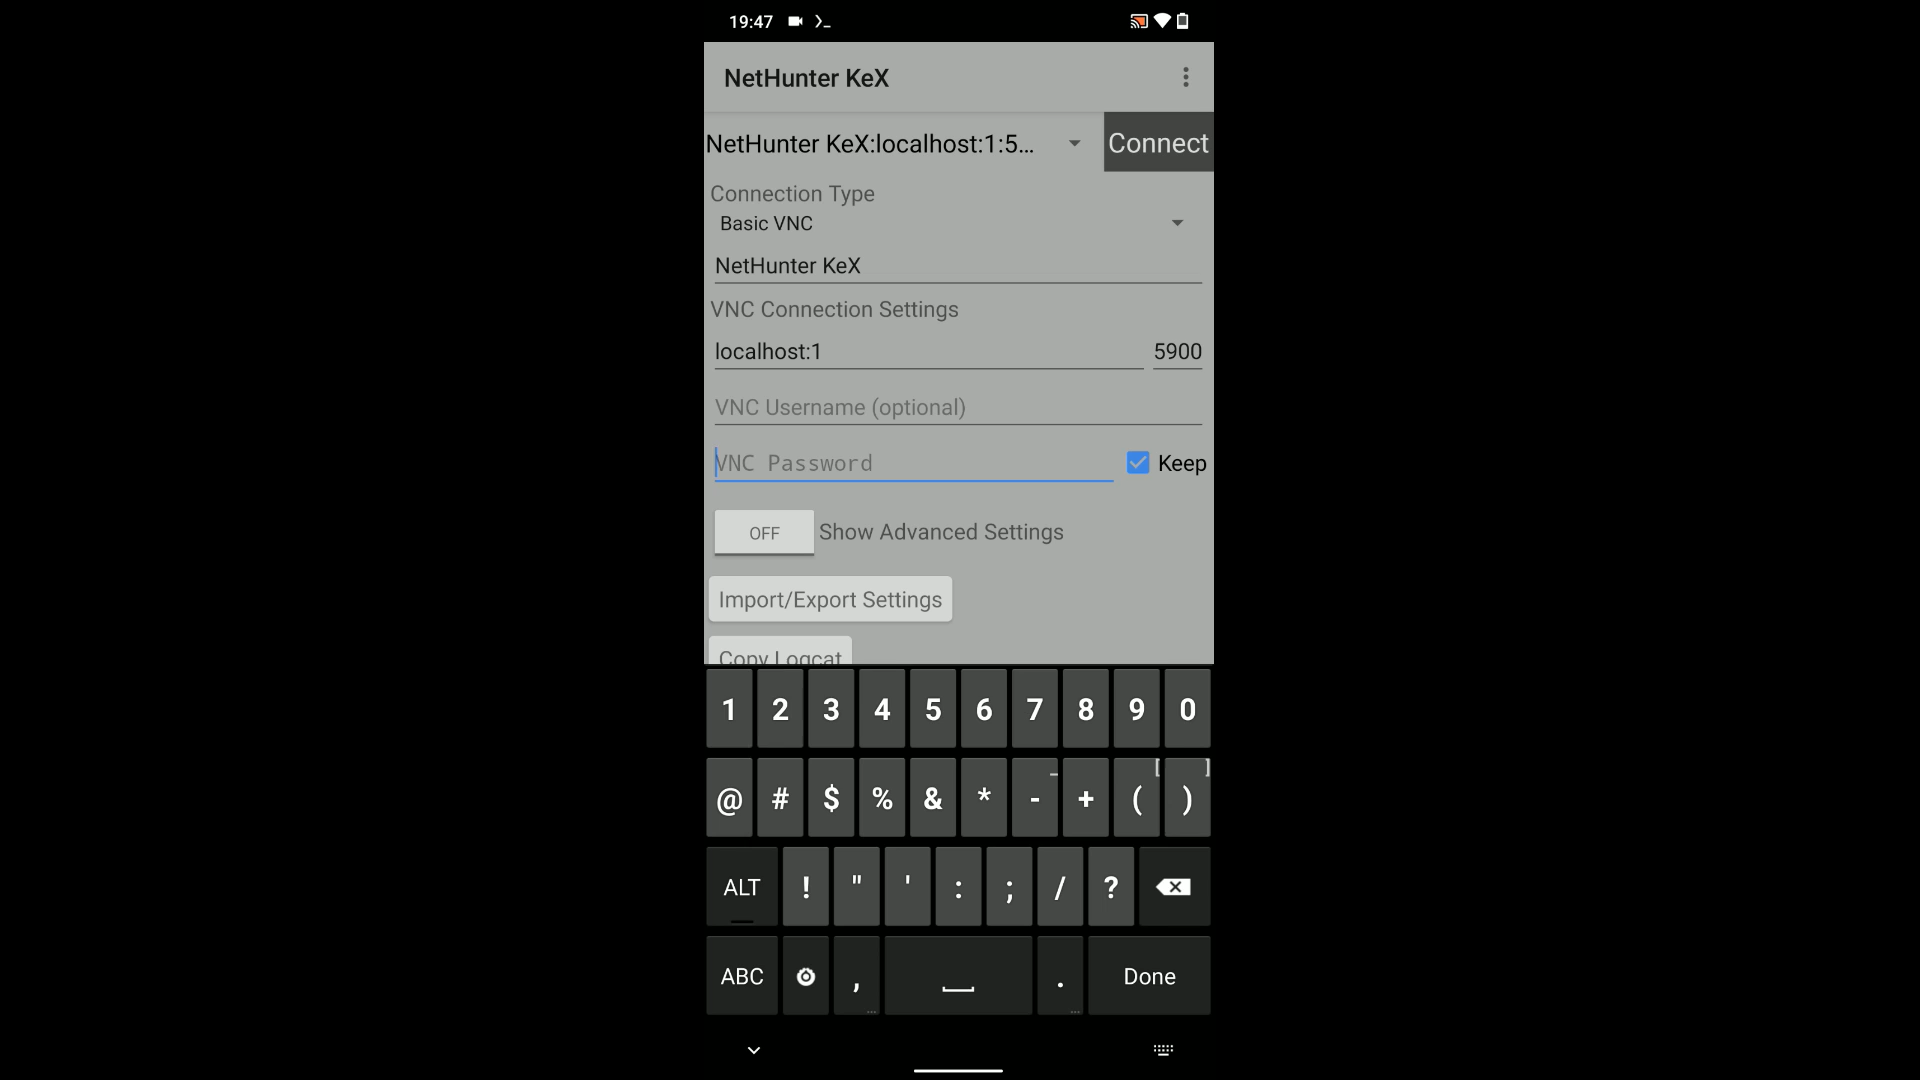 19:47
NetHunter KeX
NetHunter KeX:localhost:1:5...
Connect
Connection Type
Basic VNC
NetHunter KeX
VNC Connection Settings
localhost:1 5900
VNC Username (optional)
VNC Password
Keep
OFF Show Advanced Settings
Import/Export Settings
Copy Logcat
1 2 3 4 5 6 7 8 9 0
_ [ ]
@ # $ % & * - + ( )
ALT ! " ' : ; / ?
ABC , . Done
... ...